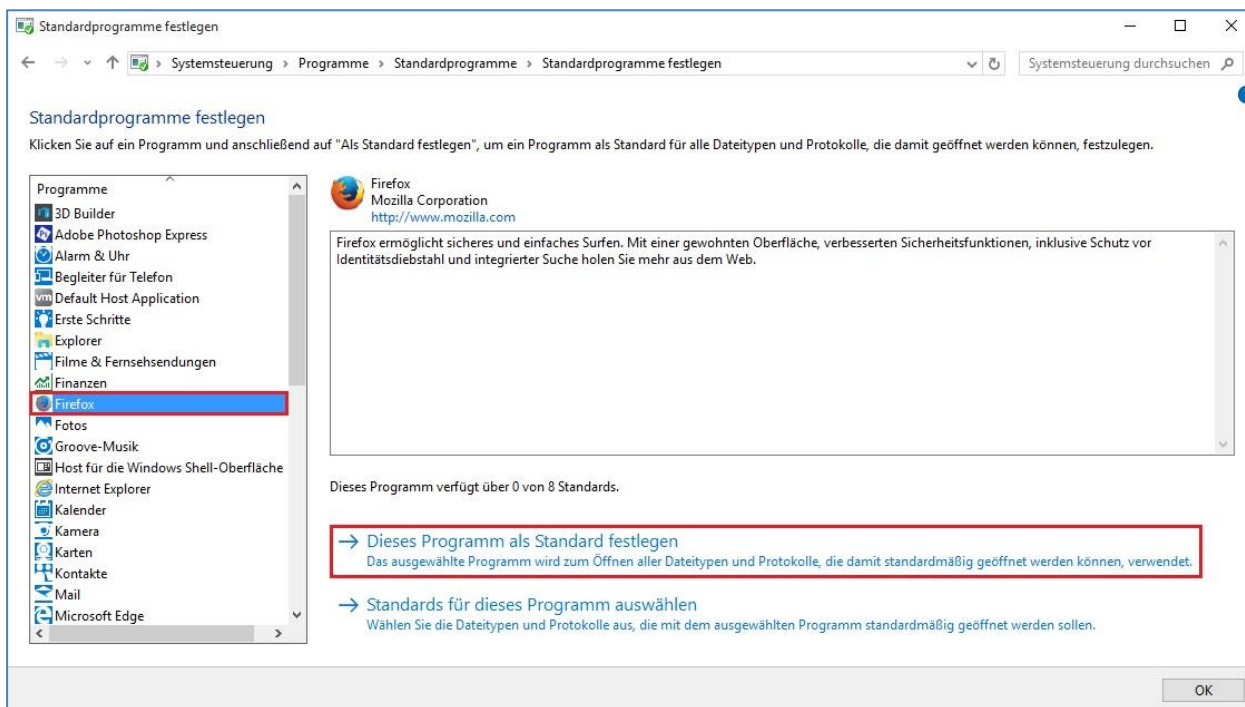 Standardprogramme festlegen
Systemsteuerung > Programme > Standardprogramme > Standardprogramme festlegen
Systemsteuerung durchsuchen
Standardprogramme festlegen
Klicken Sie auf ein Programm und anschließend auf "Als Standard festlegen", um ein Programm als Standard für alle Dateitypen und Protokolle, die damit geöffnet werden können, festzulegen.
Programme
3D Builder
Adobe Photoshop Express
Alarm & Uhr
Begleiter für Telefon
vm Default Host Application
Erste Schritte
Explorer
Filme & Fernsehsendungen
Finanzen
Firefox
Fotos
Groove-Musik
Host für die Windows Shell-Oberfläche
Internet Explorer
Kalender
Kamera
Karten
Kontakte
Mail
Microsoft Edge
Firefox
Mozilla Corporation
http://www.mozilla.com
Firefox ermöglicht sicheres und einfaches Surfen. Mit einer gewohnten Oberfläche, verbesserten Sicherheitsfunktionen, inklusive Schutz vor
Identitätsdiebstahl und integrierter Suche holen Sie mehr aus dem Web.
Dieses Programm verfügt über 0 von 8 Standards.
Dieses Programm als Standard festlegen
Das ausgewählte Programm wird zum Öffnen aller Dateitypen und Protokolle, die damit standardmäßig geöffnet werden können, verwendet.
Standards für dieses Programm auswählen
Wählen Sie die Dateitypen und Protokolle aus, die mit dem ausgewählten Programm standardmäßig geöffnet werden sollen.
OK